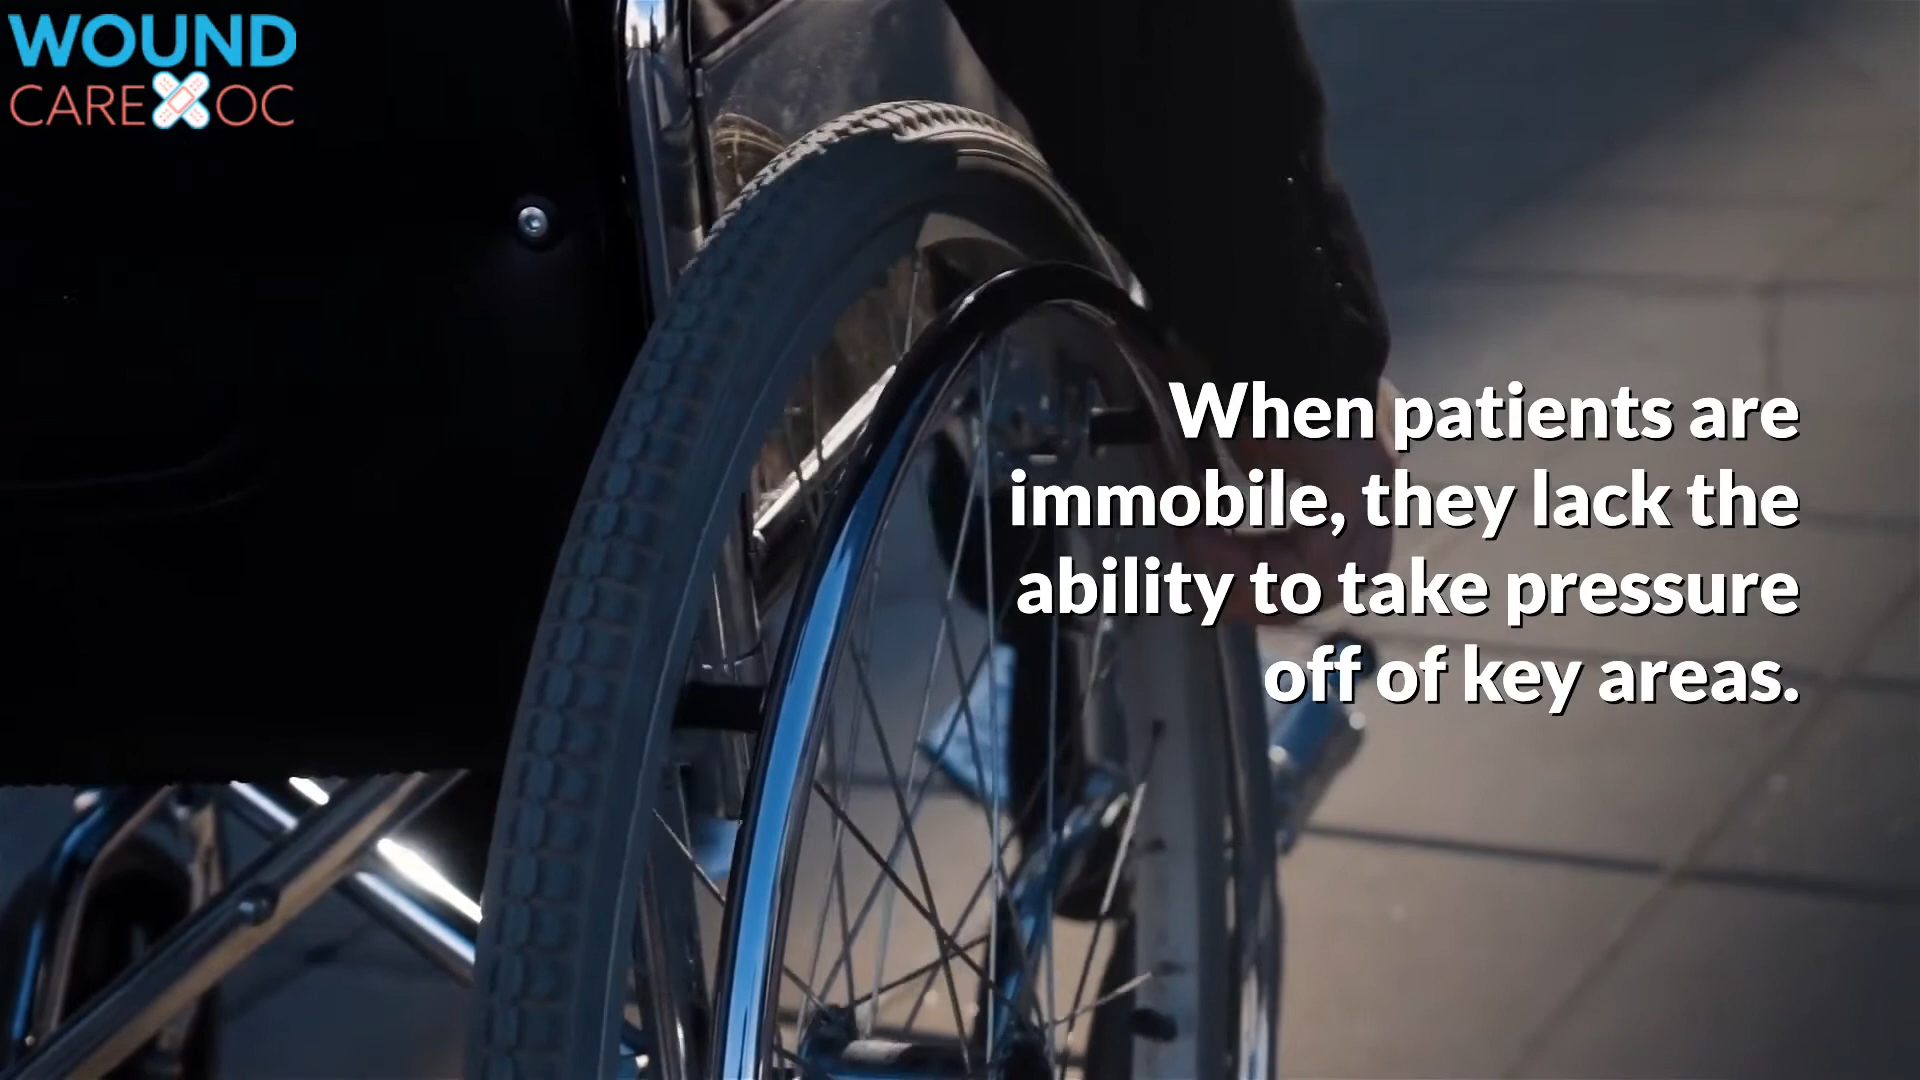 WOUND
CARE OC
When patients are
immobile, they lack the
ability to take pressure
off of key areas.